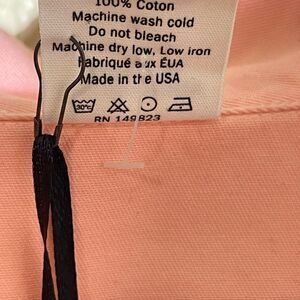 100% Coton
Machine wash cold
Do not bleach
Machine dry low, Low iron
Fabriqué aux ÉUA
Made in the USA
30°C
RN 149823